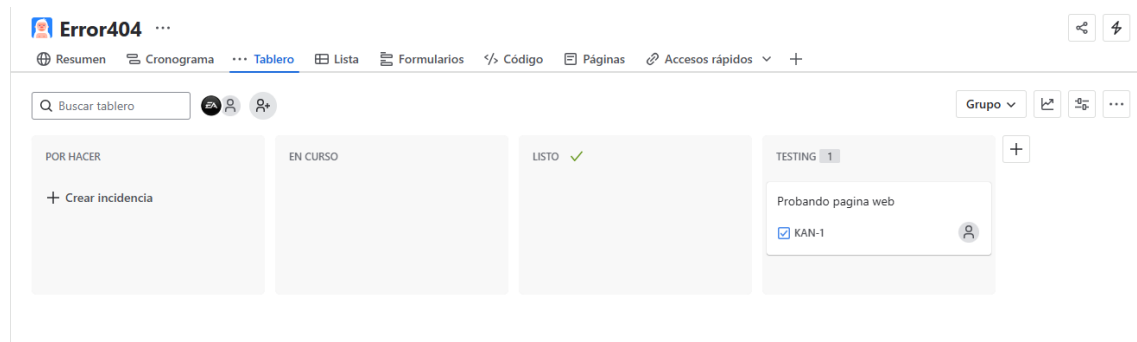 Error404
Resumen Cronograma Tablero Lista Formularios Código Páginas Accesos rápidos
Buscar tablero EA Grupo
POR HACER EN CURSO LISTO TESTING 1
Crear incidencia Probando pagina web
KAN-1